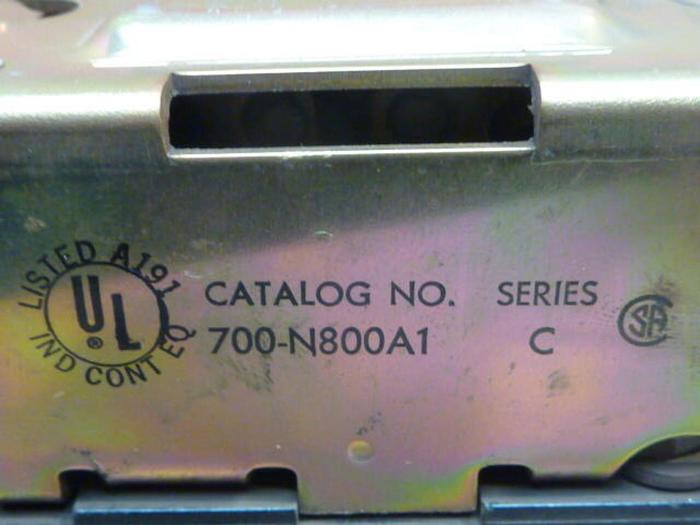 LISTED A191
UL
®
IND CONT EQ
CATALOG NO. SERIES
700-N800A1 C
SA